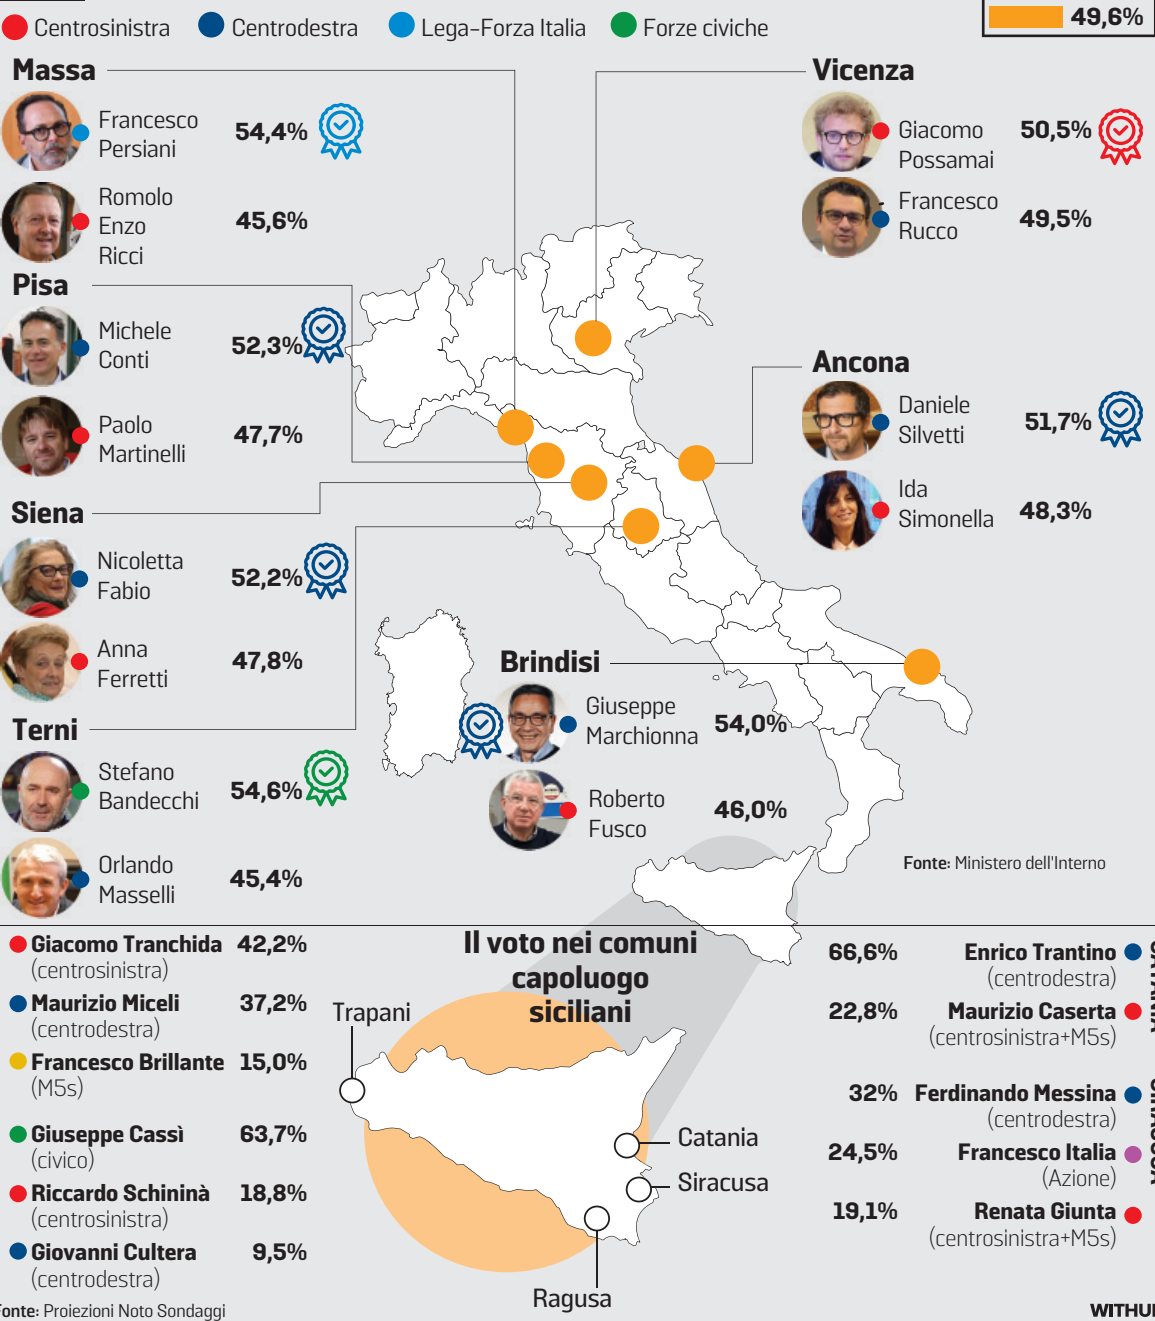 Centrosinistra
Centrodestra
Lega-Forza Italia
Forze civiche
49,6%
Massa
Francesco
Persiani
54,4%
Romolo
Enzo
Ricci
45,6%
Pisa
Michele
Conti
52,3%
Paolo
Martinelli
47,7%
Siena
Nicoletta
Fabio
52,2%
Anna
Ferretti
47,8%
Terni
Stefano
Bandecchi
54,6%
Orlando
Masselli
45,4%
Vicenza
Giacomo
Possamai
50,5%
Francesco
Rucco
49,5%
Ancona
Daniele
Silvetti
51,7%
Ida
Simonella
48,3%
Brindisi
Giuseppe
Marchionna
54,0%
Roberto
Fusco
46,0%
Fonte: Ministero dell'Interno
Il voto nei comuni
capoluogo
siciliani
Giacomo Tranchida 42,2%
(centrosinistra)
Maurizio Miceli 37,2%
(centrodestra)
Francesco Brillante 15,0%
(M5s)
Giuseppe Cassì 63,7%
(civico)
Riccardo Schininà 18,8%
(centrosinistra)
Giovanni Cultera 9,5%
(centrodestra)
Trapani
Catania
Siracusa
Ragusa
66,6% Enrico Trantino
(centrodestra)
22,8% Maurizio Caserta
(centrosinistra+M5s)
32% Ferdinando Messina
(centrodestra)
24,5% Francesco Italia
(Azione)
19,1% Renata Giunta
(centrosinistra+M5s)
Fonte: Proiezioni Noto Sondaggi
WITHUB